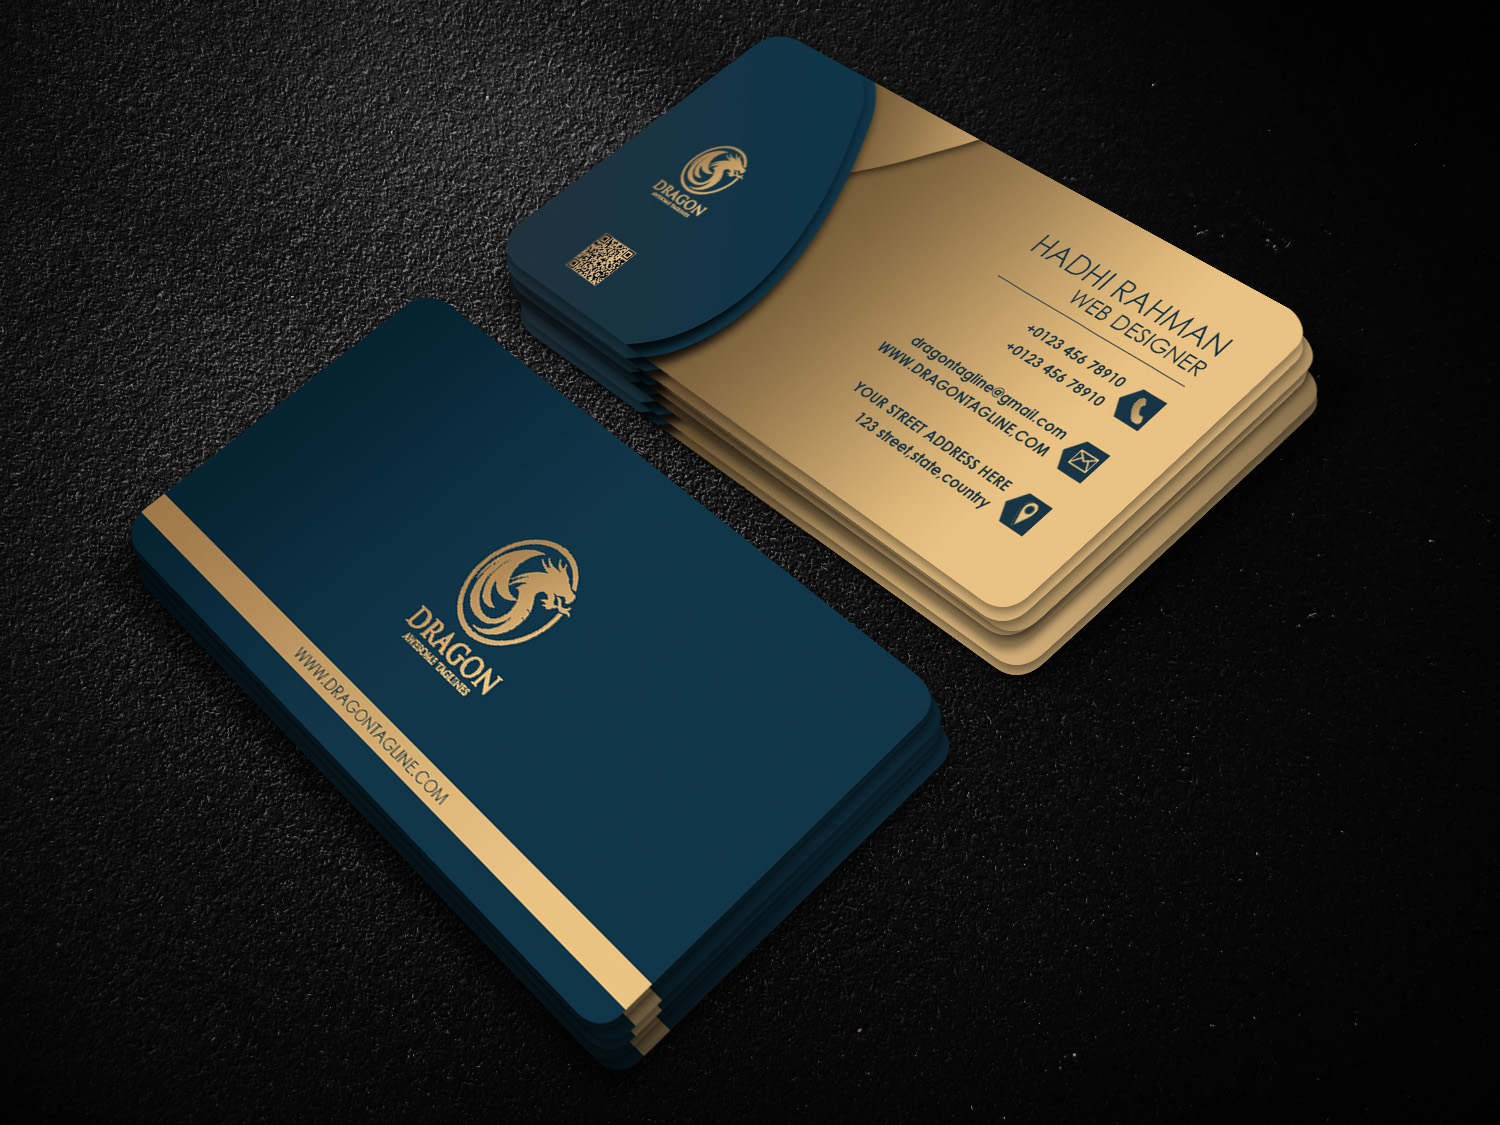 DRAGON
AWESOME TAGLINES
HADHI RAHMAN
WEB DESIGNER
+0123 456 78910
+0123 456 78910
dragontagline@gmail.com
WWW.DRAGONTAGLINE,COM
YOUR STREET ADDRESS HERE
123 street,state,country
DRAGON
AWESOME TAGLINES
WWW.DRAGONTAGLINE.COM